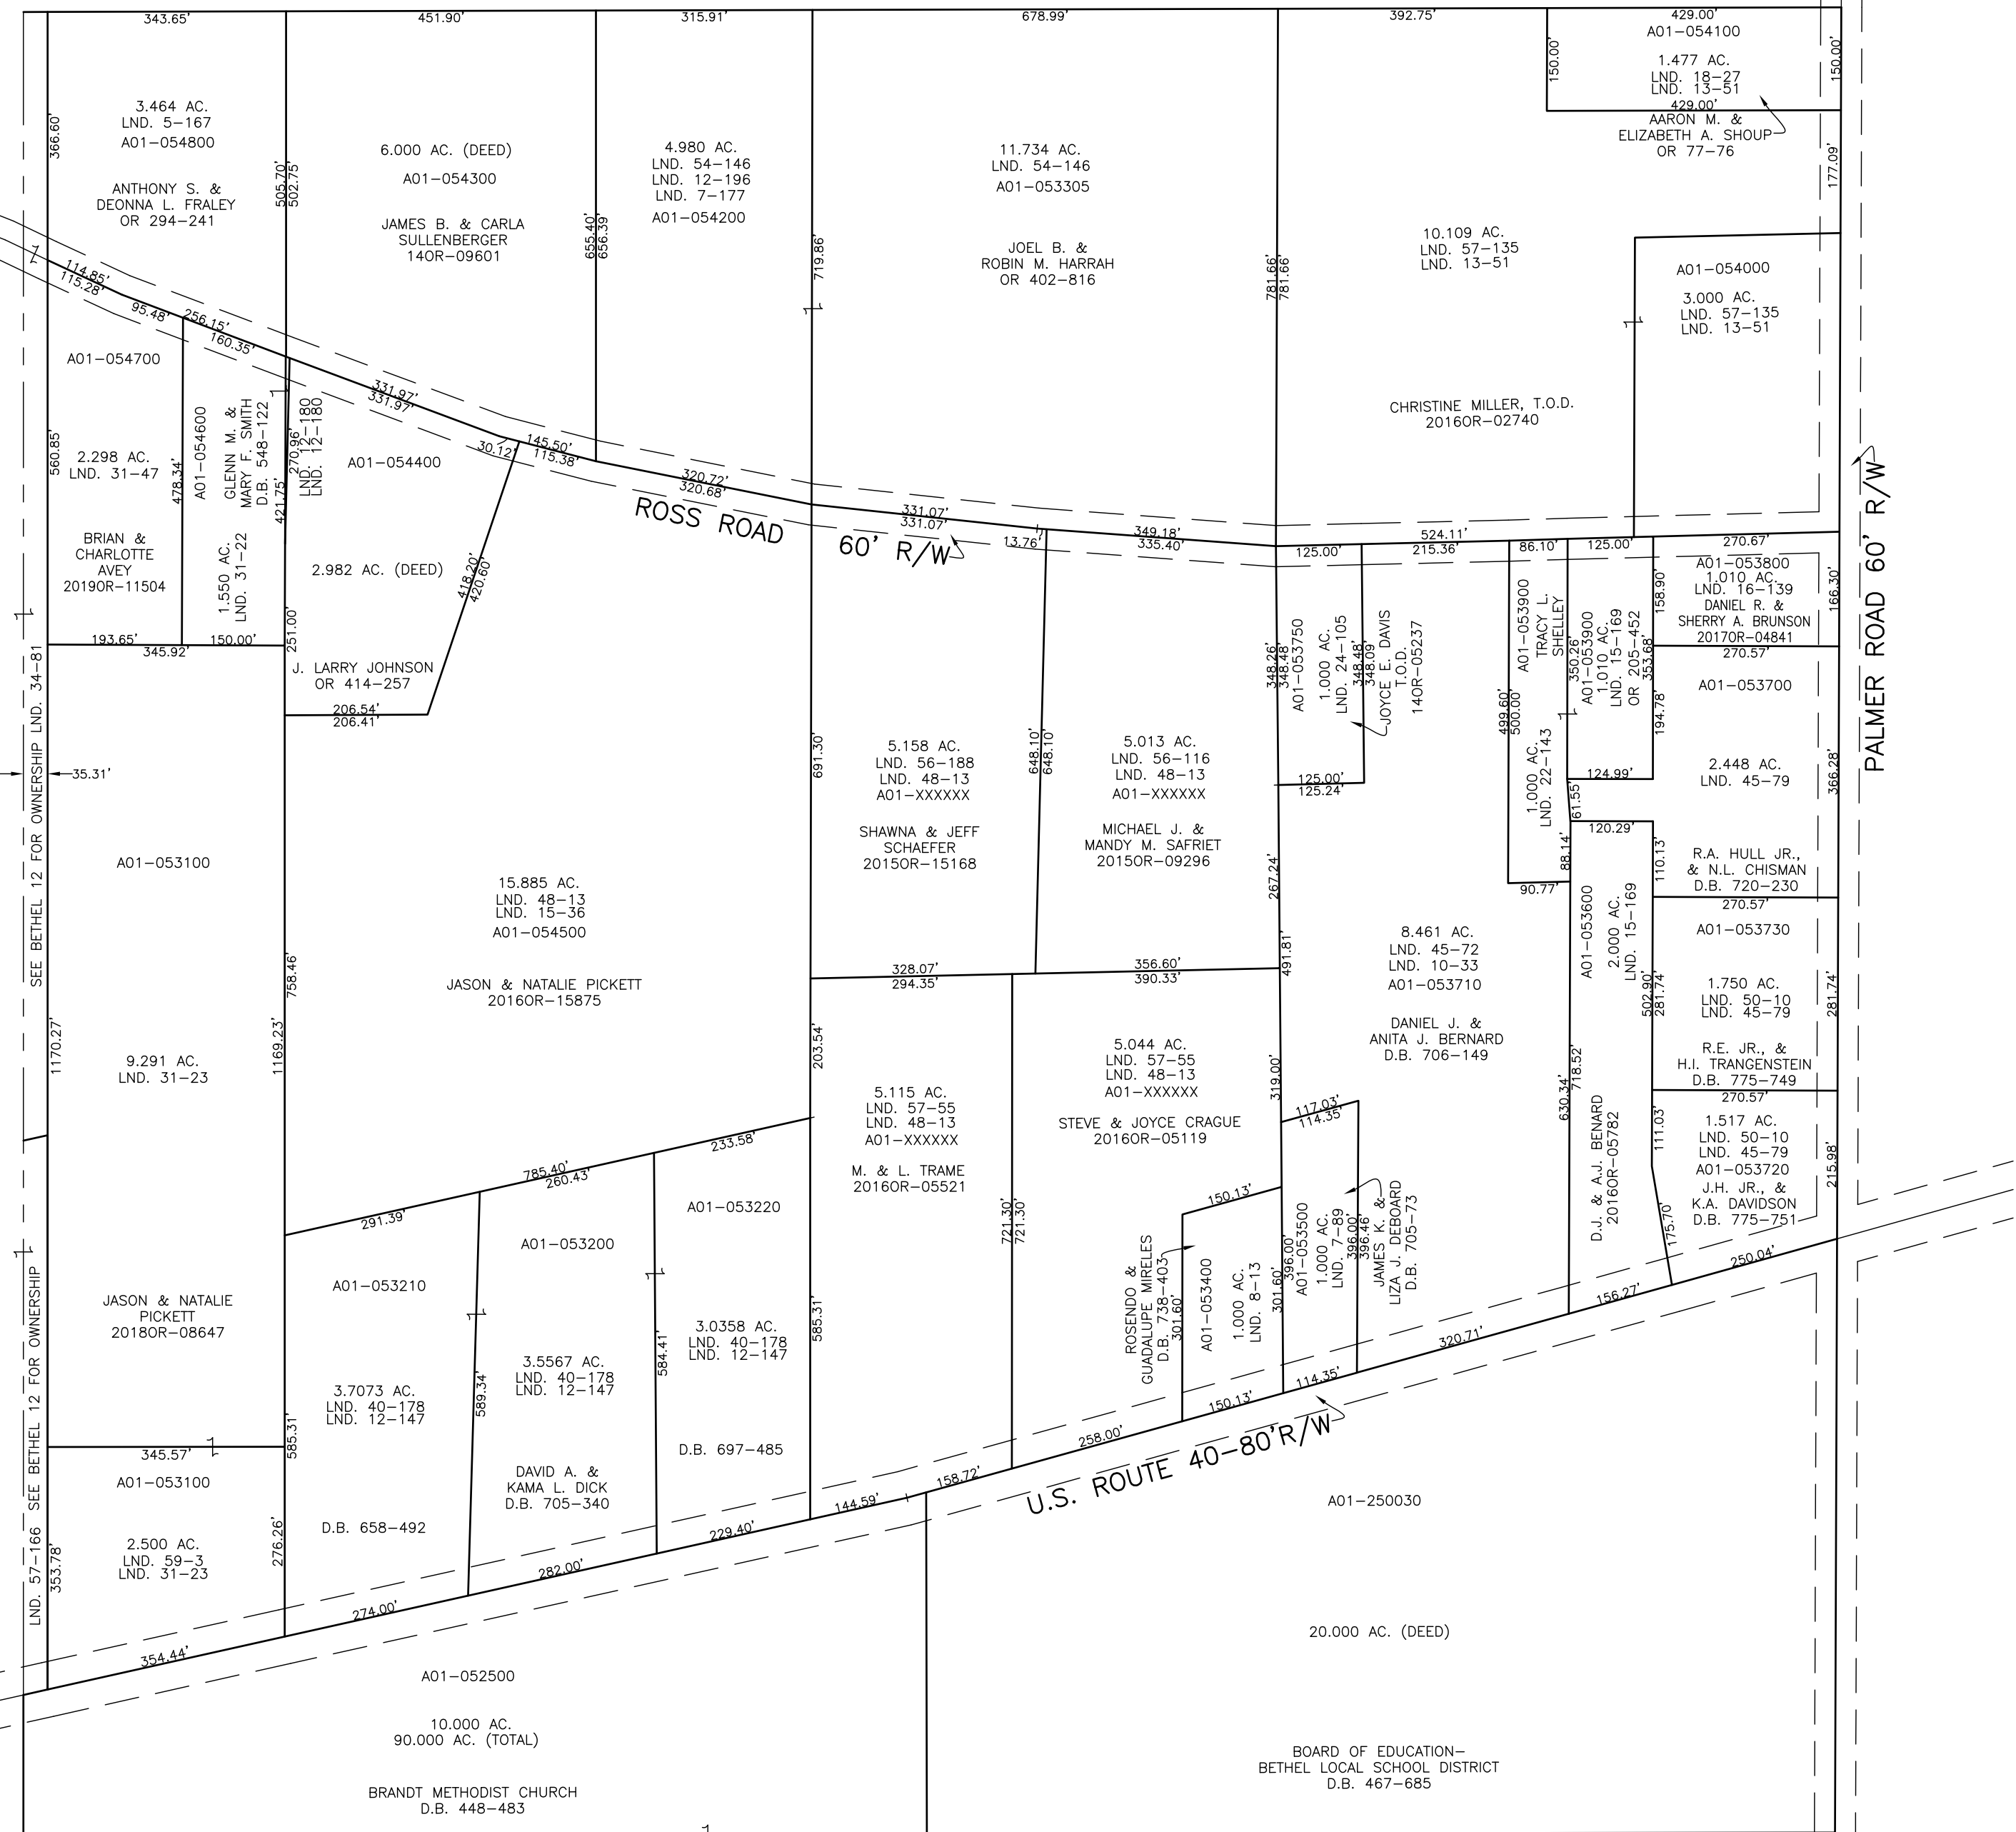 343.65'
451.90'
315.91'
678.99'
392.75'
429.00'
A01-054100
1.477 AC.
LND. 18-27
LND. 13-51
429.00'
150.00'
150.00'
AARON M. &
ELIZABETH A. SHOUP
OR 77-76
177.09'
3.464 AC.
LND. 5-167
A01-054800
ANTHONY S. &
DEONNA L. FRALEY
OR 294-241
366.60'
505.70'
502.75'
6.000 AC. (DEED)
A01-054300
JAMES B. & CARLA
SULLENBERGER
14OR-09601
655.40'
656.39'
4.980 AC.
LND. 54-146
LND. 12-196
LND. 7-177
A01-054200
719.86'
11.734 AC.
LND. 54-146
A01-053305
JOEL B. &
ROBIN M. HARRAH
OR 402-816
781.66'
781.66'
10.109 AC.
LND. 57-135
LND. 13-51
CHRISTINE MILLER, T.O.D.
2016OR-02740
A01-054000
3.000 AC.
LND. 57-135
LND. 13-51
114.85'
115.28'
95.48'
256.15'
160.35'
331.97'
331.97'
30.12'
145.50'
115.38'
320.72'
320.68'
331.07'
331.07'
13.76'
349.18'
335.40'
125.00'
524.11'
215.36'
86.10'
125.00'
270.67'
ROSS ROAD
60' R/W
PALMER ROAD 60' R/W
A01-054700
560.85'
2.298 AC.
LND. 31-47
BRIAN &
CHARLOTTE
AVEY
2019OR-11504
193.65'
478.34'
A01-054600
GLENN M. &
MARY F. SMITH
D.B. 548-122
1.550 AC.
LND. 31-22
150.00'
345.92'
421.75'
270.96'
LND. 12-180
LND. 12-180
251.00'
A01-054400
2.982 AC. (DEED)
J. LARRY JOHNSON
OR 414-257
418.20'
420.60'
206.54'
206.41'
SEE BETHEL 12 FOR OWNERSHIP LND. 34-81
35.31'
A01-053100
9.291 AC.
LND. 31-23
1170.27'
1169.23'
758.46'
JASON & NATALIE
PICKETT
2018OR-08647
15.885 AC.
LND. 48-13
LND. 15-36
A01-054500
JASON & NATALIE PICKETT
2016OR-15875
691.30'
5.158 AC.
LND. 56-188
LND. 48-13
A01-XXXXXX
SHAWNA & JEFF
SCHAEFER
2015OR-15168
648.10'
648.10'
5.013 AC.
LND. 56-116
LND. 48-13
A01-XXXXXX
MICHAEL J. &
MANDY M. SAFRIET
2015OR-09296
328.07'
294.35'
356.60'
390.33'
348.26'
348.48'
A01-053750
1.000 AC.
LND. 24-105
348.48'
348.09'
JOYCE E. DAVIS
T.O.D.
14OR-05237
125.00'
125.24'
267.24'
491.81'
319.00'
8.461 AC.
LND. 45-72
LND. 10-33
A01-053710
DANIEL J. &
ANITA J. BERNARD
D.B. 706-149
499.60'
500.00'
A01-053900
TRACY L.
SHELLEY
1.000 AC.
LND. 22-143
350.26'
61.55'
88.14'
90.77'
A01-053900
1.010 AC.
LND. 15-169
OR 205-452
353.68'
124.99'
120.29'
158.90'
194.78'
110.13'
A01-053800
1.010 AC.
LND. 16-139
DANIEL R. &
SHERRY A. BRUNSON
2017OR-04841
166.30'
270.57'
A01-053700
2.448 AC.
LND. 45-79
R.A. HULL JR.,
& N.L. CHISMAN
D.B. 720-230
366.28'
270.57'
A01-053730
1.750 AC.
LND. 50-10
LND. 45-79
R.E. JR., &
H.I. TRANGENSTEIN
D.B. 775-749
502.90'
281.74'
281.74'
270.57'
1.517 AC.
LND. 50-10
LND. 45-79
A01-053720
J.H. JR., &
K.A. DAVIDSON
D.B. 775-751
111.03'
175.70'
215.98'
250.04'
A01-053600
2.000 AC.
LND. 15-169
D.J. & A.J. BENARD
2016OR-05782
630.34'
718.52'
156.27'
203.54'
5.115 AC.
LND. 57-55
LND. 48-13
A01-XXXXXX
M. & L. TRAME
2016OR-05521
721.30'
721.30'
5.044 AC.
LND. 57-55
LND. 48-13
A01-XXXXXX
STEVE & JOYCE CRAGUE
2016OR-05119
150.13'
ROSENDO &
GUADALUPE MIRELES
D.B. 738-403
301.60'
A01-053400
1.000 AC.
LND. 8-13
301.60'
117.03'
114.35'
396.00'
A01-053500
1.000 AC.
LND. 7-89
396.00'
396.46'
JAMES K. &
LIZA J. DEBOARD
D.B. 705-73
785.40'
291.39'
260.43'
233.58'
A01-053210
3.7073 AC.
LND. 40-178
LND. 12-147
D.B. 658-492
589.34'
A01-053200
3.5567 AC.
LND. 40-178
LND. 12-147
DAVID A. &
KAMA L. DICK
D.B. 705-340
584.41'
A01-053220
3.0358 AC.
LND. 40-178
LND. 12-147
D.B. 697-485
585.31'
LND. 57-166 SEE BETHEL 12 FOR OWNERSHIP
345.57'
A01-053100
2.500 AC.
LND. 59-3
LND. 31-23
353.78'
276.26'
585.31'
354.44'
274.00'
282.00'
229.40'
144.59'
158.72'
258.00'
150.13'
114.35'
320.71'
U.S. ROUTE 40-80'R/W
A01-052500
10.000 AC.
90.000 AC. (TOTAL)
BRANDT METHODIST CHURCH
D.B. 448-483
A01-250030
20.000 AC. (DEED)
BOARD OF EDUCATION-
BETHEL LOCAL SCHOOL DISTRICT
D.B. 467-685